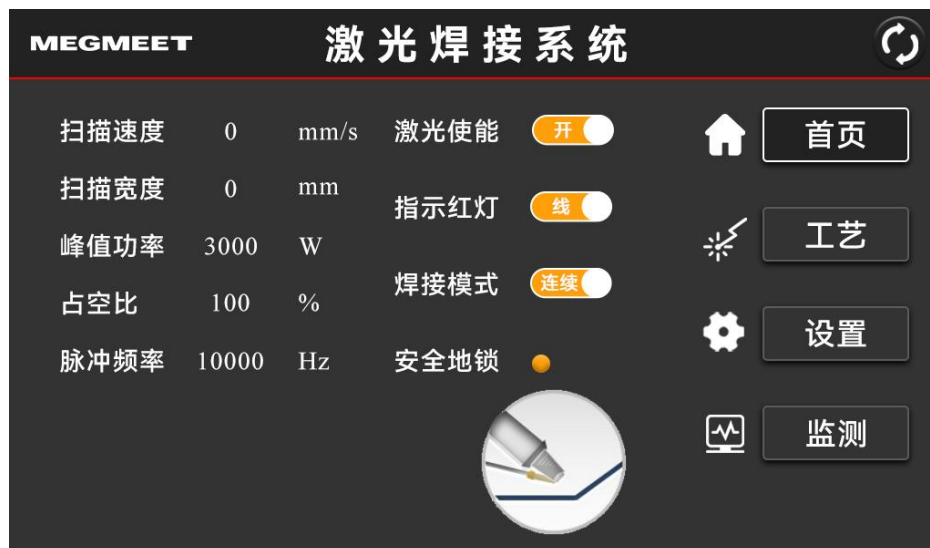 MEGMEET 激光焊接系统
扫描速度 0 mm/s 激光使能 开 首页
扫描宽度 0 mm 指示红灯 线
峰值功率 3000 W 工艺
占空比 100 % 焊接模式 连续
脉冲频率 10000 Hz 安全地锁 设置
监测